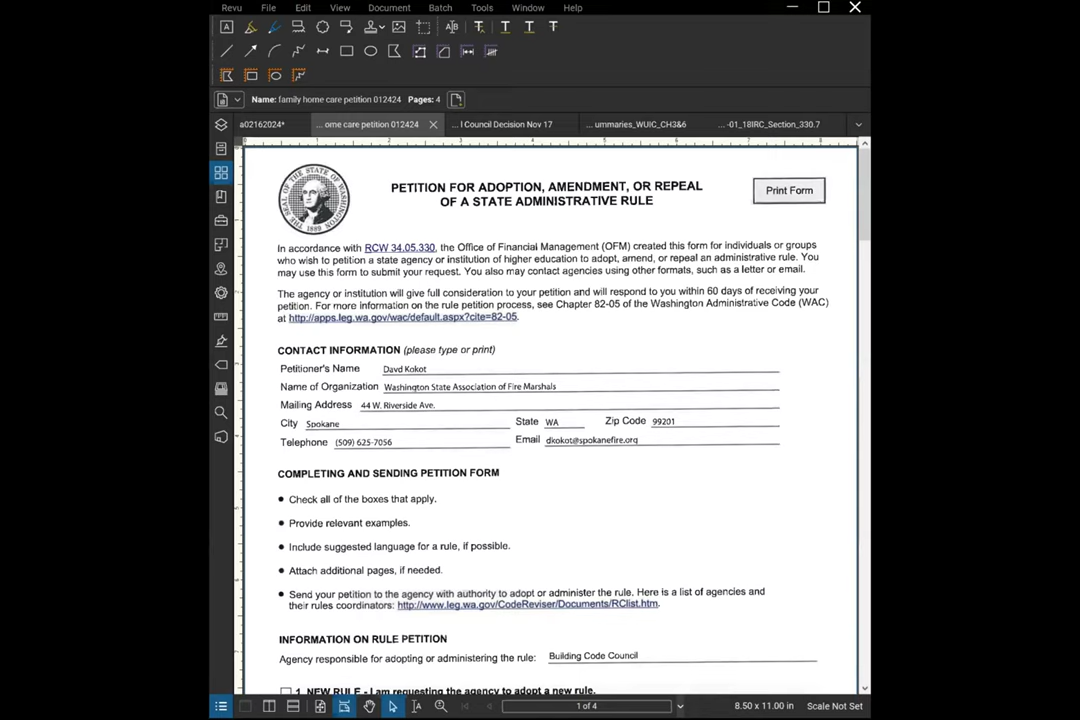 Revu File Edit View Document Batch Tools Window Help
Name: family home care petition 012424 Pages: 4
a02162024* ... ome care petition 012424 ... l Council Decision Nov 17 ... ummaries_WUIC_CH3&6 ... -01_18IRC_Section_330.7
PETITION FOR ADOPTION, AMENDMENT, OR REPEAL
OF A STATE ADMINISTRATIVE RULE
Print Form
In accordance with RCW 34.05.330, the Office of Financial Management (OFM) created this form for individuals or groups
who wish to petition a state agency or institution of higher education to adopt, amend, or repeal an administrative rule. You
may use this form to submit your request. You also may contact agencies using other formats, such as a letter or email.
The agency or institution will give full consideration to your petition and will respond to you within 60 days of receiving your
petition. For more information on the rule petition process, see Chapter 82-05 of the Washington Administrative Code (WAC)
at http://apps.leg.wa.gov/wac/default.aspx?cite=82-05.
CONTACT INFORMATION (please type or print)
Petitioner's Name Davd Kokot
Name of Organization Washington State Association of Fire Marshals
Mailing Address 44 W. Riverside Ave.
City Spokane State WA Zip Code 99201
Telephone (509) 625-7056 Email dkokot@spokanefire.org
COMPLETING AND SENDING PETITION FORM
● Check all of the boxes that apply.
● Provide relevant examples.
● Include suggested language for a rule, if possible.
● Attach additional pages, if needed.
● Send your petition to the agency with authority to adopt or administer the rule. Here is a list of agencies and
their rules coordinators: http://www.leg.wa.gov/CodeReviser/Documents/RClist.htm.
INFORMATION ON RULE PETITION
Agency responsible for adopting or administering the rule: Building Code Council
1. NEW RULE - I am requesting the agency to adopt a new rule.
1 of 4 8.50 x 11.00 in Scale Not Set